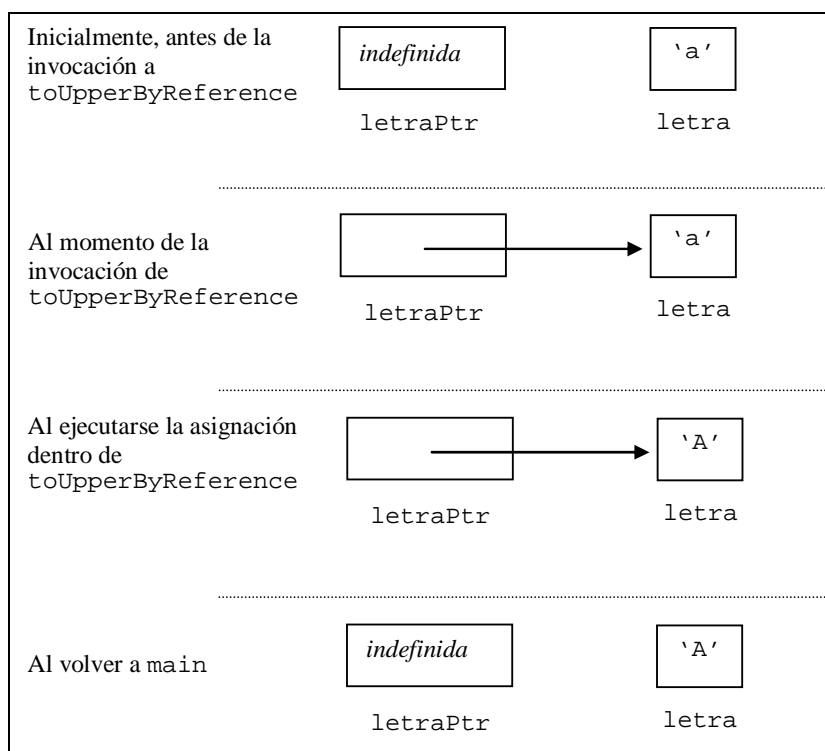 Inicialmente, antes de la
invocación a
toUpperByReference
indefinida
‘a’
letraPtr
letra
Al momento de la
invocación de
toUpperByReference
‘a’
letraPtr
letra
Al ejecutarse la asignación
dentro de
toUpperByReference
‘A’
letraPtr
letra
Al volver a main
indefinida
‘A’
letraPtr
letra